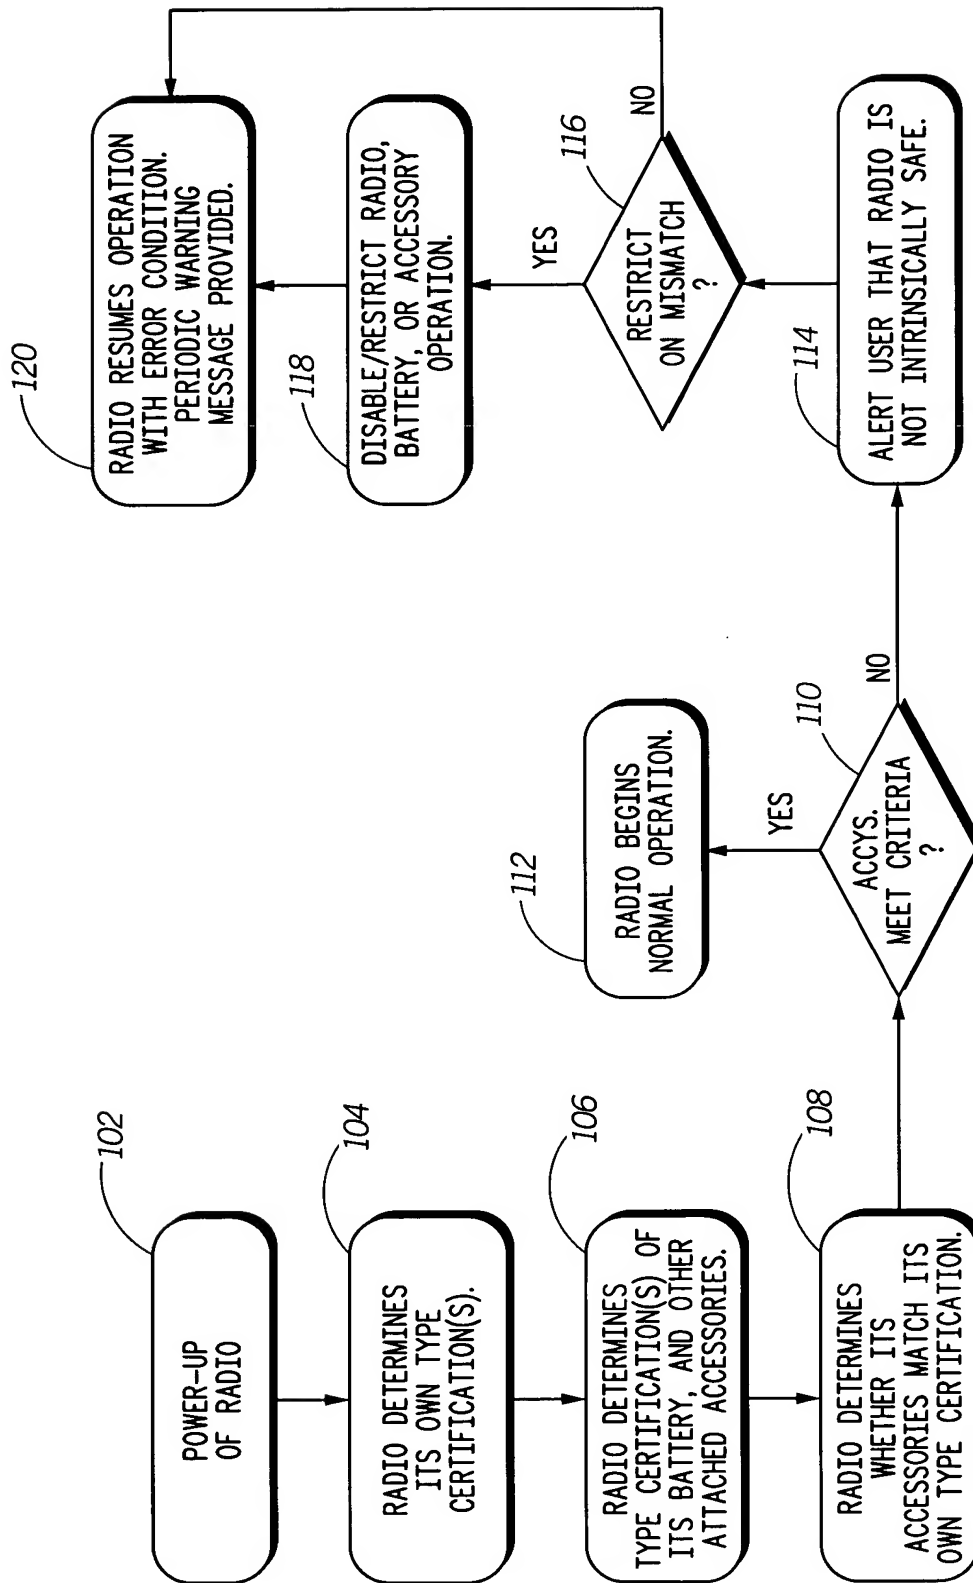 102
POWER-UP
OF RADIO
104
RADIO DETERMINES
ITS OWN TYPE
CERTIFICATION(S).
106
RADIO DETERMINES
TYPE CERTIFICATION(S) OF
ITS BATTERY, AND OTHER
ATTACHED ACCESSORIES.
108
RADIO DETERMINES
WHETHER ITS
ACCESSORIES MATCH ITS
OWN TYPE CERTIFICATION.
110
ACCYS.
MEET CRITERIA
?
YES
112
RADIO BEGINS
NORMAL OPERATION.
NO
114
ALERT USER THAT RADIO IS
NOT INTRINSICALLY SAFE.
116
RESTRICT
ON MISMATCH
?
YES
NO
118
DISABLE/RESTRICT RADIO,
BATTERY, OR ACCESSORY
OPERATION.
120
RADIO RESUMES OPERATION
WITH ERROR CONDITION.
PERIODIC WARNING
MESSAGE PROVIDED.